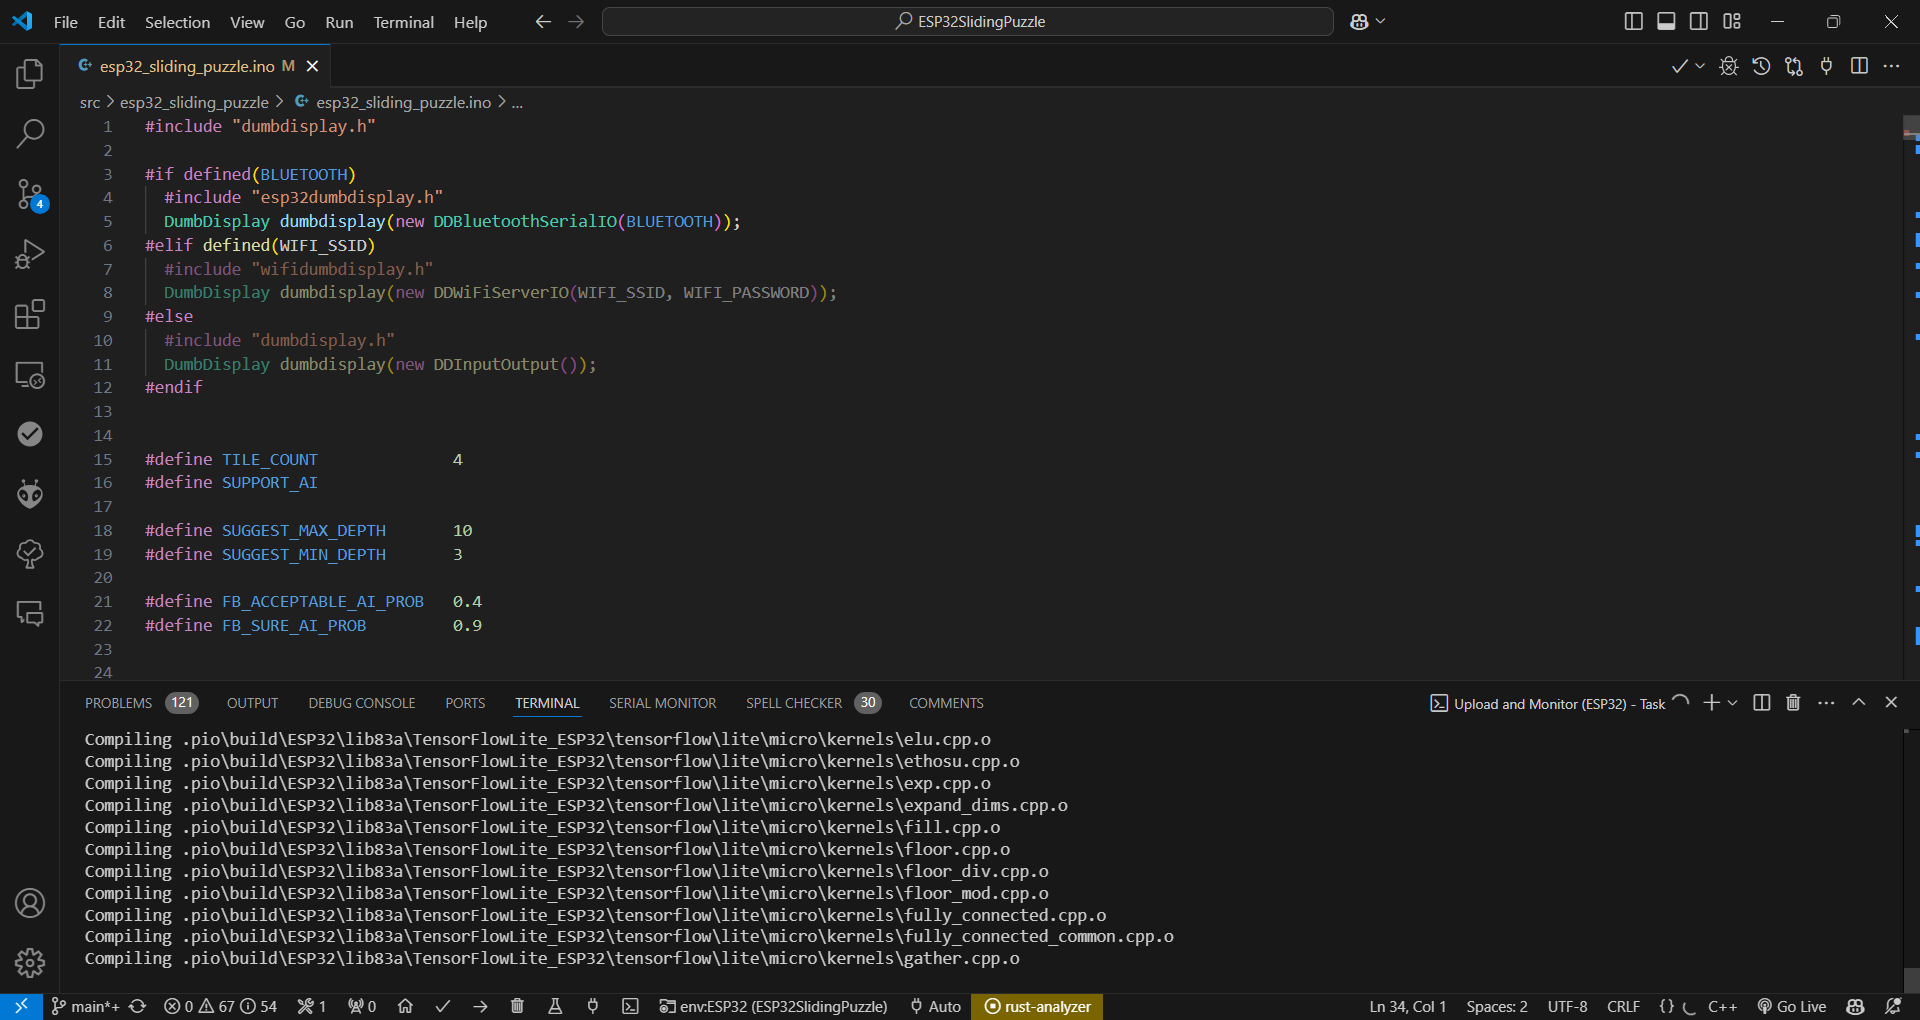 File Edit Selection View Go Run Terminal Help ESP32SlidingPuzzle
esp32_sliding_puzzle.ino M
src > esp32_sliding_puzzle > esp32_sliding_puzzle.ino > ...
1 #include "dumbdisplay.h"
2
3 #if defined(BLUETOOTH)
4 #include "esp32dumbdisplay.h"
5 DumbDisplay dumbdisplay(new DDBluetoothSerialIO(BLUETOOTH));
6 #elif defined(WIFI_SSID)
7 #include "wifidumbdisplay.h"
8 DumbDisplay dumbdisplay(new DDWiFiServerIO(WIFI_SSID, WIFI_PASSWORD));
9 #else
10 #include "dumbdisplay.h"
11 DumbDisplay dumbdisplay(new DDInputOutput());
12 #endif
13
14
15 #define TILE_COUNT 4
16 #define SUPPORT_AI
17
18 #define SUGGEST_MAX_DEPTH 10
19 #define SUGGEST_MIN_DEPTH 3
20
21 #define FB_ACCEPTABLE_AI_PROB 0.4
22 #define FB_SURE_AI_PROB 0.9
23
24
4
PROBLEMS 121 OUTPUT DEBUG CONSOLE PORTS TERMINAL SERIAL MONITOR SPELL CHECKER 30 COMMENTS Upload and Monitor (ESP32) - Task
Compiling .pio\build\ESP32\lib83a\TensorFlowLite_ESP32\tensorflow\lite\micro\kernels\elu.cpp.o
Compiling .pio\build\ESP32\lib83a\TensorFlowLite_ESP32\tensorflow\lite\micro\kernels\ethosu.cpp.o
Compiling .pio\build\ESP32\lib83a\TensorFlowLite_ESP32\tensorflow\lite\micro\kernels\exp.cpp.o
Compiling .pio\build\ESP32\lib83a\TensorFlowLite_ESP32\tensorflow\lite\micro\kernels\expand_dims.cpp.o
Compiling .pio\build\ESP32\lib83a\TensorFlowLite_ESP32\tensorflow\lite\micro\kernels\fill.cpp.o
Compiling .pio\build\ESP32\lib83a\TensorFlowLite_ESP32\tensorflow\lite\micro\kernels\floor.cpp.o
Compiling .pio\build\ESP32\lib83a\TensorFlowLite_ESP32\tensorflow\lite\micro\kernels\floor_div.cpp.o
Compiling .pio\build\ESP32\lib83a\TensorFlowLite_ESP32\tensorflow\lite\micro\kernels\floor_mod.cpp.o
Compiling .pio\build\ESP32\lib83a\TensorFlowLite_ESP32\tensorflow\lite\micro\kernels\fully_connected.cpp.o
Compiling .pio\build\ESP32\lib83a\TensorFlowLite_ESP32\tensorflow\lite\micro\kernels\fully_connected_common.cpp.o
Compiling .pio\build\ESP32\lib83a\TensorFlowLite_ESP32\tensorflow\lite\micro\kernels\gather.cpp.o
main*+ 0 67 54 1 0 env:ESP32 (ESP32SlidingPuzzle) Auto rust-analyzer Ln 34, Col 1 Spaces: 2 UTF-8 CRLF {} C++ Go Live